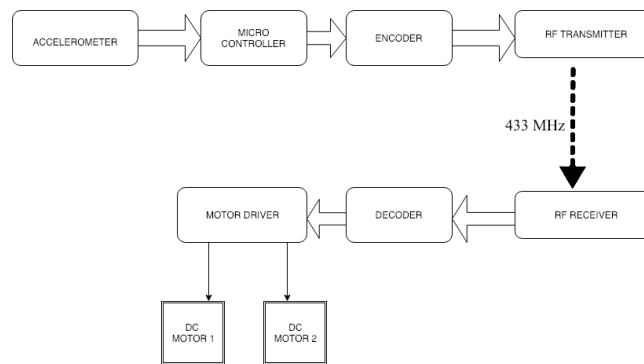 ACCELEROMETER
MICRO
CONTROLLER
ENCODER
RF TRANSMITTER
433 MHz
MOTOR DRIVER
DECODER
RF RECEIVER
DC
MOTOR 1
DC
MOTOR 2